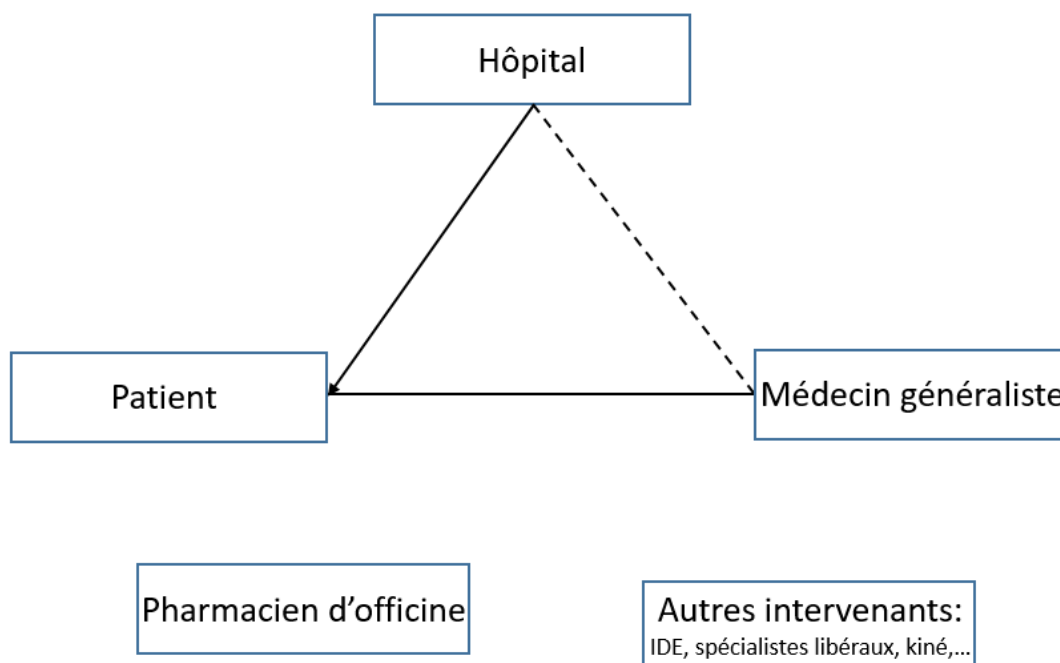 Hôpital
Patient
Médecin généraliste
Pharmacien d’officine
Autres intervenants:
IDE, spécialistes libéraux, kiné,...